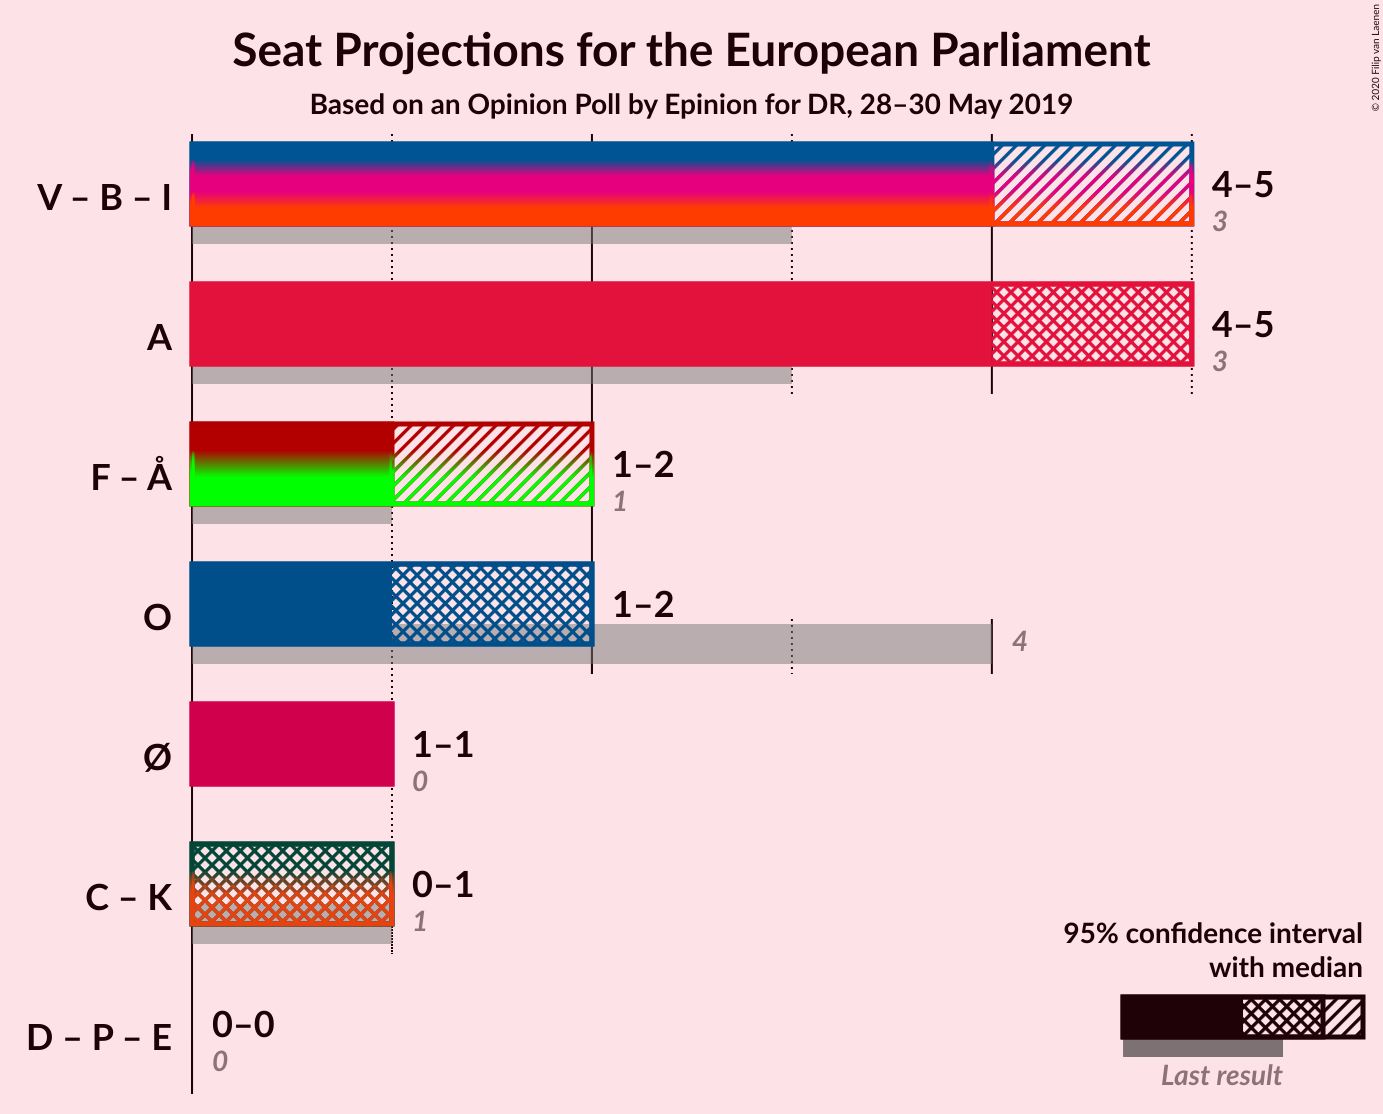 Seat Projections for the European Parliament
Based on an Opinion Poll by Epinion for DR, 28–30 May 2019
© 2020 Filip van Laenen
V – B – I
4–5
3
A
4–5
3
F – Å
1–2
1
O
1–2
4
Ø
1–1
0
C – K
0–1
1
D – P – E
0–0
0
95% confidence interval
with median
Last result